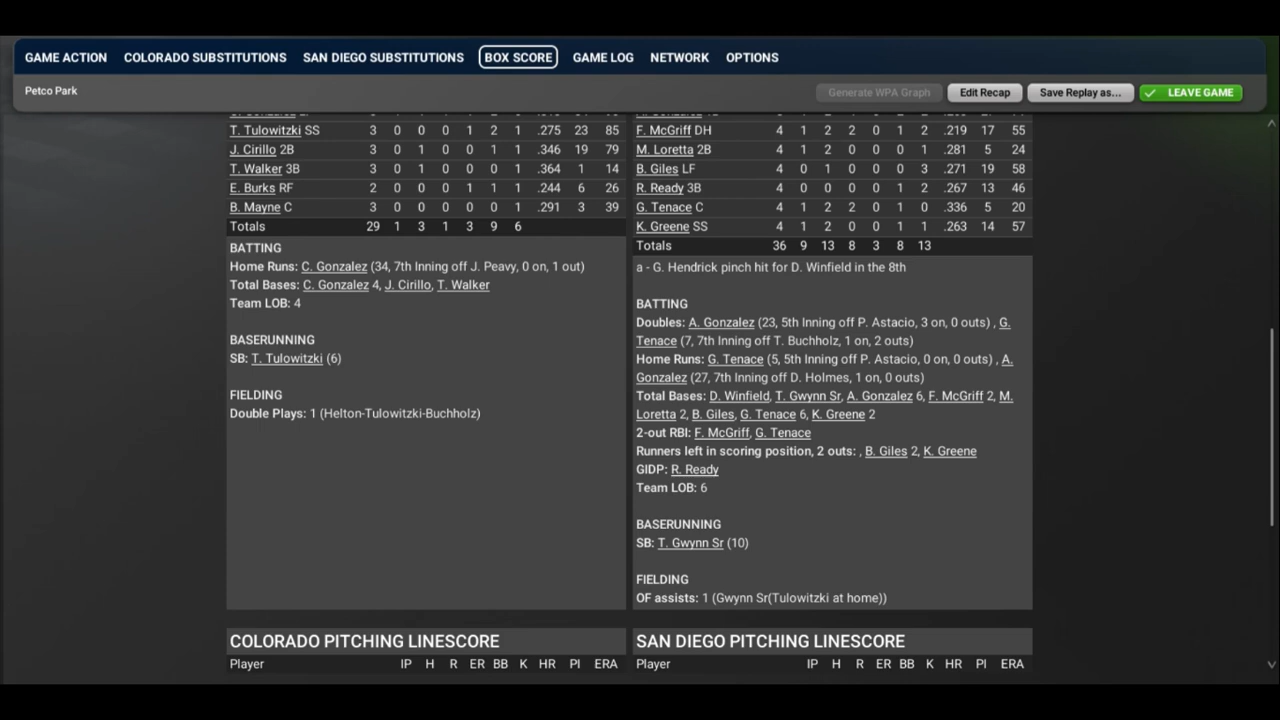 GAME ACTION COLORADO SUBSTITUTIONS SAN DIEGO SUBSTITUTIONS BOX SCORE GAME LOG NETWORK OPTIONS
Petco Park Generate WPA Graph Edit Recap Save Replay as... LEAVE GAME
T. Tulowitzki SS 3 0 0 0 1 2 1 .275 23 85
J. Cirillo 2B 3 0 1 0 0 1 1 .346 19 79
T. Walker 3B 3 0 1 0 0 0 1 .364 1 14
E. Burks RF 2 0 0 0 1 1 1 .244 6 26
B. Mayne C 3 0 0 0 0 0 1 .291 3 39
Totals 29 1 3 1 3 9 6
BATTING
Home Runs: C. Gonzalez (34, 7th Inning off J. Peavy, 0 on, 1 out)
Total Bases: C. Gonzalez 4, J. Cirillo, T. Walker
Team LOB: 4
BASERUNNING
SB: T. Tulowitzki (6)
FIELDING
Double Plays: 1 (Helton-Tulowitzki-Buchholz)
F. McGriff DH 4 1 2 2 0 1 2 .219 17 55
M. Loretta 2B 4 1 2 0 0 0 1 .281 5 24
B. Giles LF 4 0 1 0 0 0 3 .271 19 58
R. Ready 3B 4 0 0 0 0 1 2 .267 13 46
G. Tenace C 4 1 2 2 0 1 0 .336 5 20
K. Greene SS 4 1 2 0 0 1 1 .263 14 57
Totals 36 9 13 8 3 8 13
a - G. Hendrick pinch hit for D. Winfield in the 8th
BATTING
Doubles: A. Gonzalez (23, 5th Inning off P. Astacio, 3 on, 0 outs) , G.
Tenace (7, 7th Inning off T. Buchholz, 1 on, 2 outs)
Home Runs: G. Tenace (5, 5th Inning off P. Astacio, 0 on, 0 outs) , A.
Gonzalez (27, 7th Inning off D. Holmes, 1 on, 0 outs)
Total Bases: D. Winfield, T. Gwynn Sr, A. Gonzalez 6, F. McGriff 2, M.
Loretta 2, B. Giles, G. Tenace 6, K. Greene 2
2-out RBI: F. McGriff, G. Tenace
Runners left in scoring position, 2 outs: , B. Giles 2, K. Greene
GIDP: R. Ready
Team LOB: 6
BASERUNNING
SB: T. Gwynn Sr (10)
FIELDING
OF assists: 1 (Gwynn Sr(Tulowitzki at home))
COLORADO PITCHING LINESCORE
Player IP H R ER BB K HR PI ERA
SAN DIEGO PITCHING LINESCORE
Player IP H R ER BB K HR PI ERA